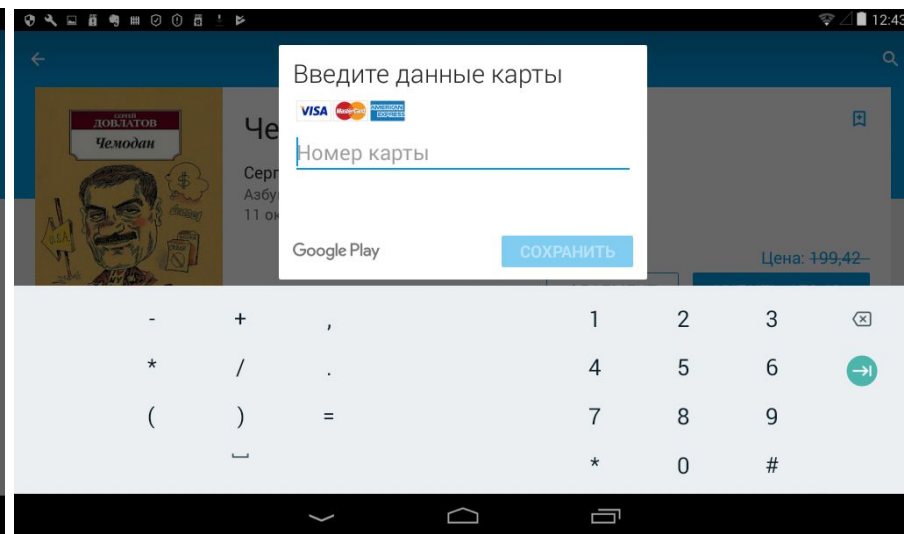 12:43
Введите данные карты
VISA MasterCard AMERICAN EXPRESS
Номер карты
Google Play
СОХРАНИТЬ
СЕРГЕЙ
ДОВЛАТОВ
Чемодан
U.S.A.
Че
Серг
Азбу
11 ок
Цена: 199,42
- + , 1 2 3
* / . 4 5 6
( ) = 7 8 9
* 0 #